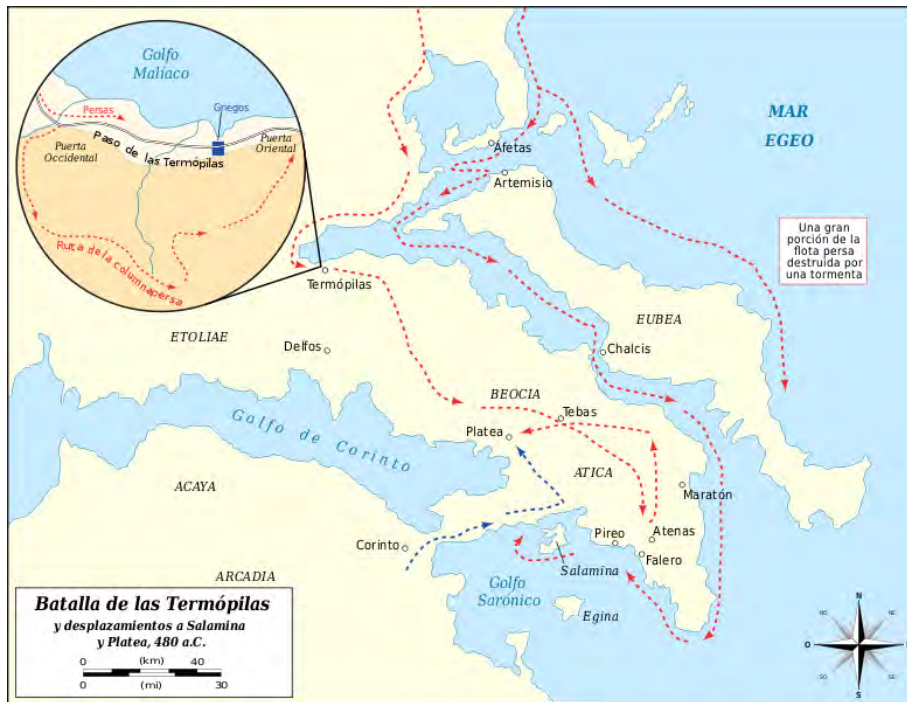 Golfo
Malíaco
Persas
Griegos
Puerta
Occidental
Paso de las Termópilas
Puerta
Oriental
Ruta de la columna persa
MAR
EGEO
Afetas
Artemisio
Una gran
porción de la
flota persa
destruida por
una tormenta
Termópilas
ETOLIAE
Delfos
EUBEA
Chalcis
BEOCIA
Tebas
Platea
Golfo de Corinto
ATICA
ACAYA
Maratón
Corinto
Pireo
Atenas
Falero
Salamina
ARCADIA
Golfo
Sarónico
Egina
Batalla de las Termópilas
y desplazamientos a Salamina
y Platea, 480 a.C.
0 (km) 40
0 (mi) 30
N
NO NE
O
SO SE
S